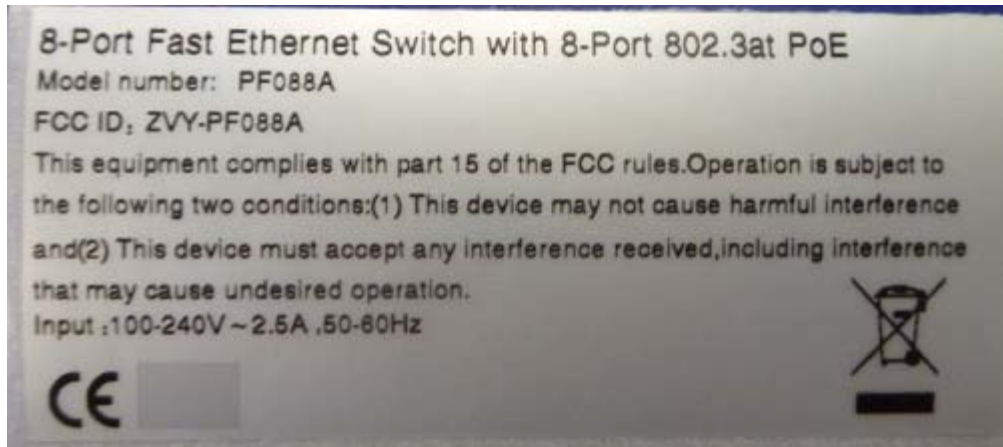 8-Port Fast Ethernet Switch with 8-Port 802.3at PoE
Model number: PF088A
FCC ID: ZVY-PF088A
This equipment complies with part 15 of the FCC rules.Operation is subject to
the following two conditions:(1) This device may not cause harmful interference
and(2) This device must accept any interference received,including interference
that may cause undesired operation.
Input :100-240V~2.5A ,50-60Hz
CE